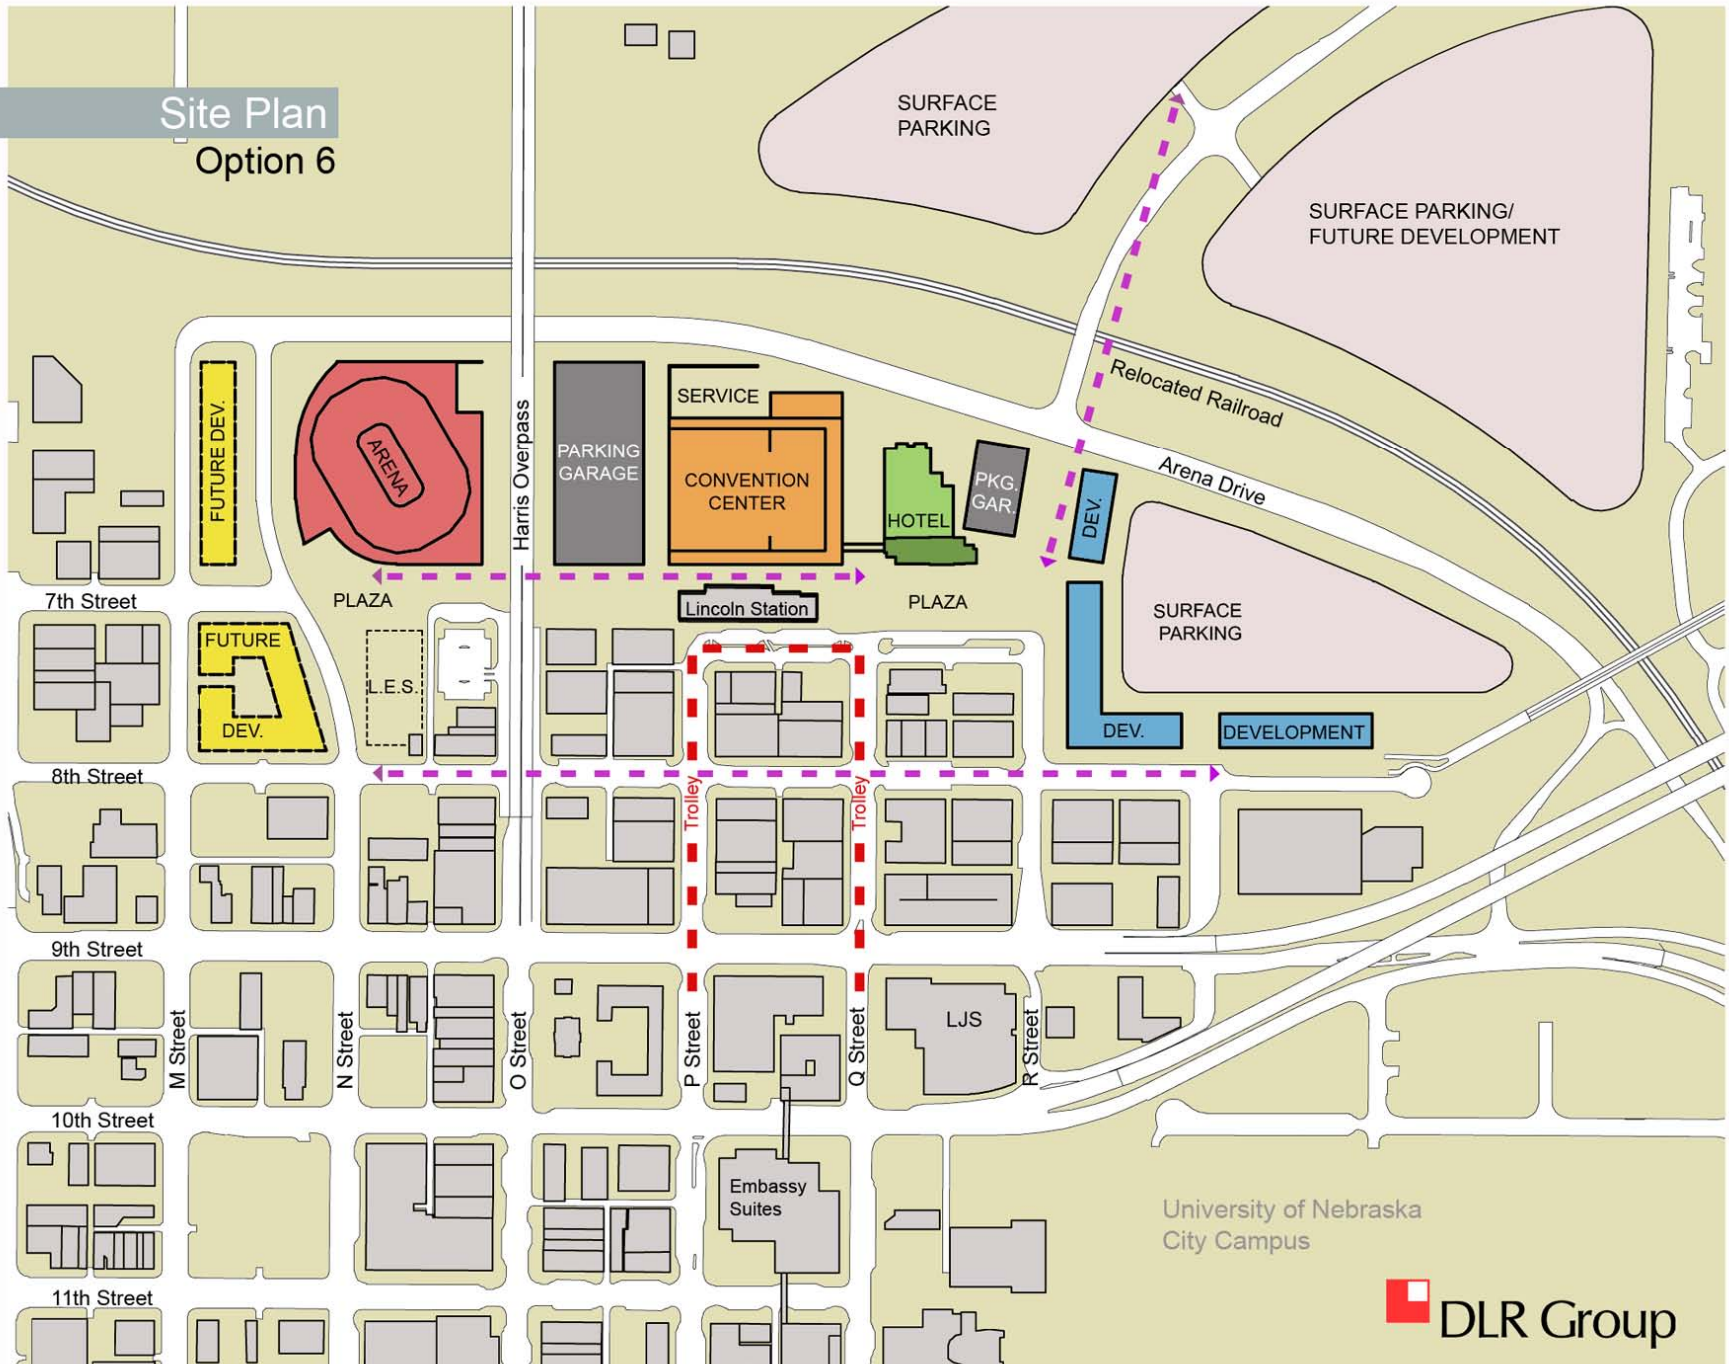 Site Plan
Option 6
SURFACE
PARKING
SURFACE PARKING/
FUTURE DEVELOPMENT
Relocated Railroad
Arena Drive
Harris Overpass
FUTURE DEV.
ARENA
PARKING
GARAGE
SERVICE
CONVENTION
CENTER
HOTEL
PKG.
GAR.
DEV.
7th Street
PLAZA
Lincoln Station
PLAZA
SURFACE
PARKING
FUTURE
DEV.
L.E.S.
DEV.
DEVELOPMENT
8th Street
Trolley
Trolley
9th Street
M Street
N Street
O Street
P Street
Q Street
LJS
R Street
10th Street
Embassy
Suites
University of Nebraska
City Campus
11th Street
DLR Group